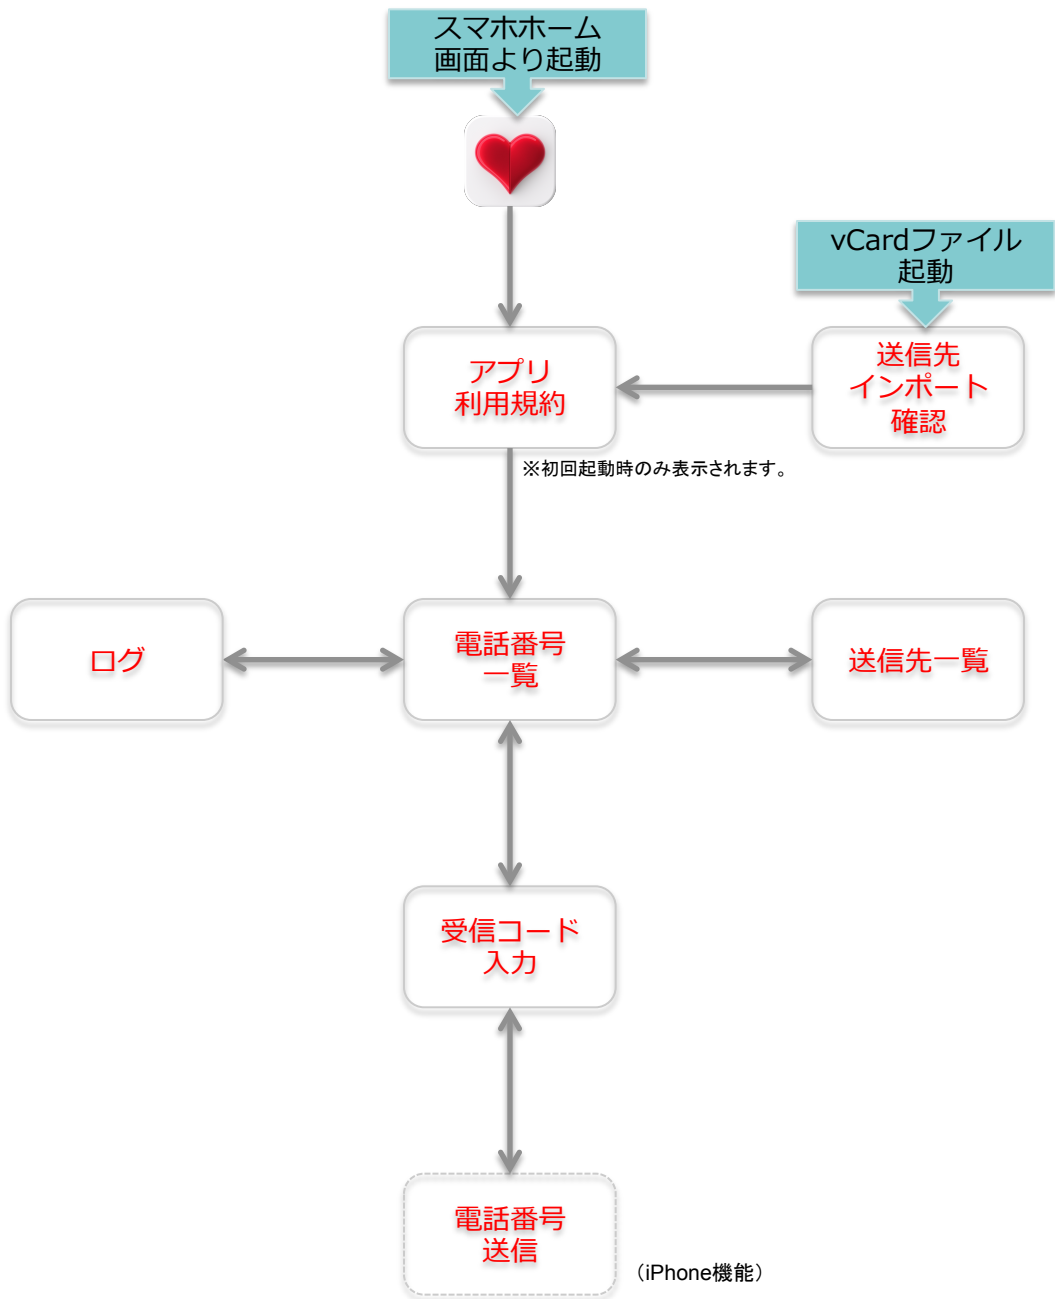 スマホホーム
画面より起動
vCardファイル
起動
アプリ
利用規約
送信先
インポート
確認
※初回起動時のみ表示されます。
ログ
電話番号
一覧
送信先一覧
受信コード
入力
電話番号
送信
（iPhone機能）